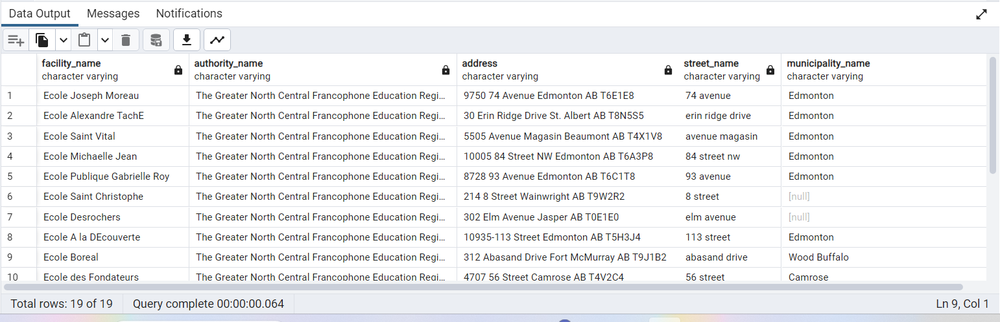 Data Output Messages Notifications
facility_name authority_name address street_name municipality_name
character varying character varying character varying character varying character varying
1 Ecole Joseph Moreau The Greater North Central Francophone Education Regi... 9750 74 Avenue Edmonton AB T6E1E8 74 avenue Edmonton
2 Ecole Alexandre TachE The Greater North Central Francophone Education Regi... 30 Erin Ridge Drive St. Albert AB T8N5S5 erin ridge drive Edmonton
3 Ecole Saint Vital The Greater North Central Francophone Education Regi... 5505 Avenue Magasin Beaumont AB T4X1V8 avenue magasin Edmonton
4 Ecole Michaelle Jean The Greater North Central Francophone Education Regi... 10005 84 Street NW Edmonton AB T6A3P8 84 street nw Edmonton
5 Ecole Publique Gabrielle Roy The Greater North Central Francophone Education Regi... 8728 93 Avenue Edmonton AB T6C1T8 93 avenue Edmonton
6 Ecole Saint Christophe The Greater North Central Francophone Education Regi... 214 8 Street Wainwright AB T9W2R2 8 street [null]
7 Ecole Desrochers The Greater North Central Francophone Education Regi... 302 Elm Avenue Jasper AB T0E1E0 elm avenue [null]
8 Ecole A la DEcouverte The Greater North Central Francophone Education Regi... 10935-113 Street Edmonton AB T5H3J4 113 street Edmonton
9 Ecole Boreal The Greater North Central Francophone Education Regi... 312 Abasand Drive Fort McMurray AB T9J1B2 abasand drive Wood Buffalo
10 Ecole des Fondateurs The Greater North Central Francophone Education Regi... 4707 56 Street Camrose AB T4V2C4 56 street Camrose
Total rows: 19 of 19 Query complete 00:00:00.064 Ln 9, Col 1